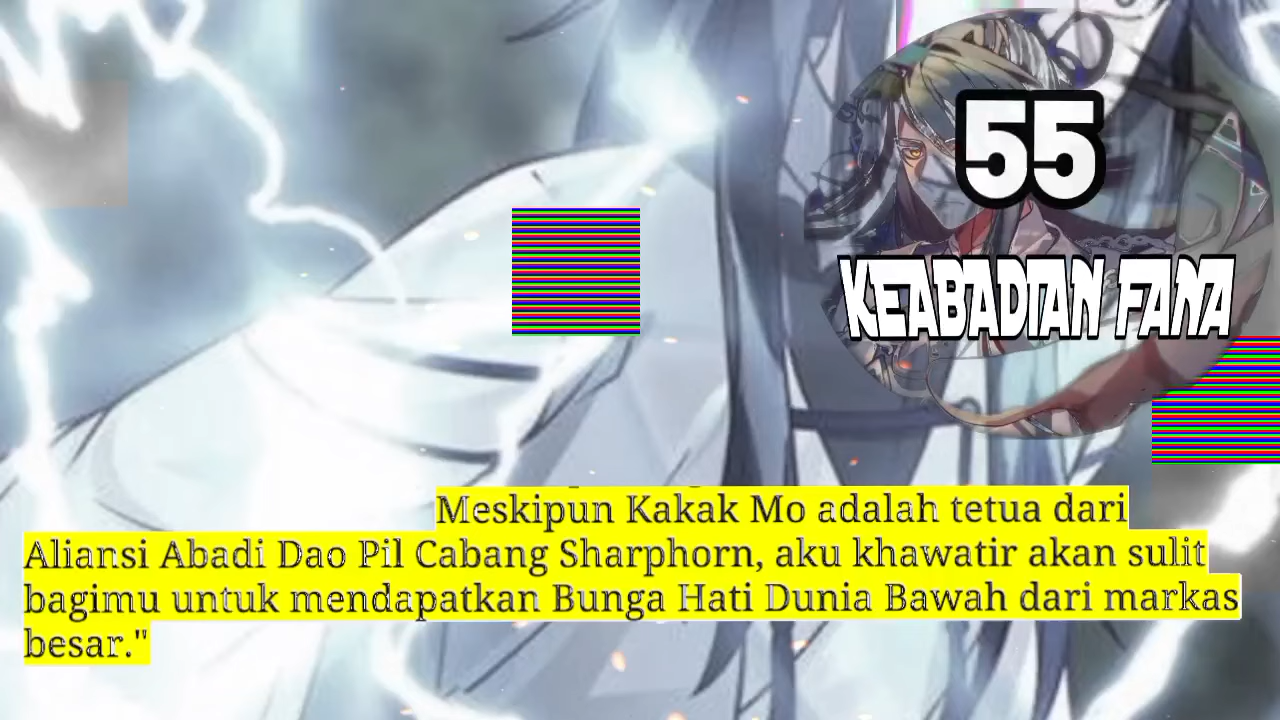 55
KEABADIAN FANA
Meskipun Kakak Mo adalah tetua dari
Aliansi Abadi Dao Pil Cabang Sharphorn, aku khawatir akan sulit
bagimu untuk mendapatkan Bunga Hati Dunia Bawah dari markas
besar."